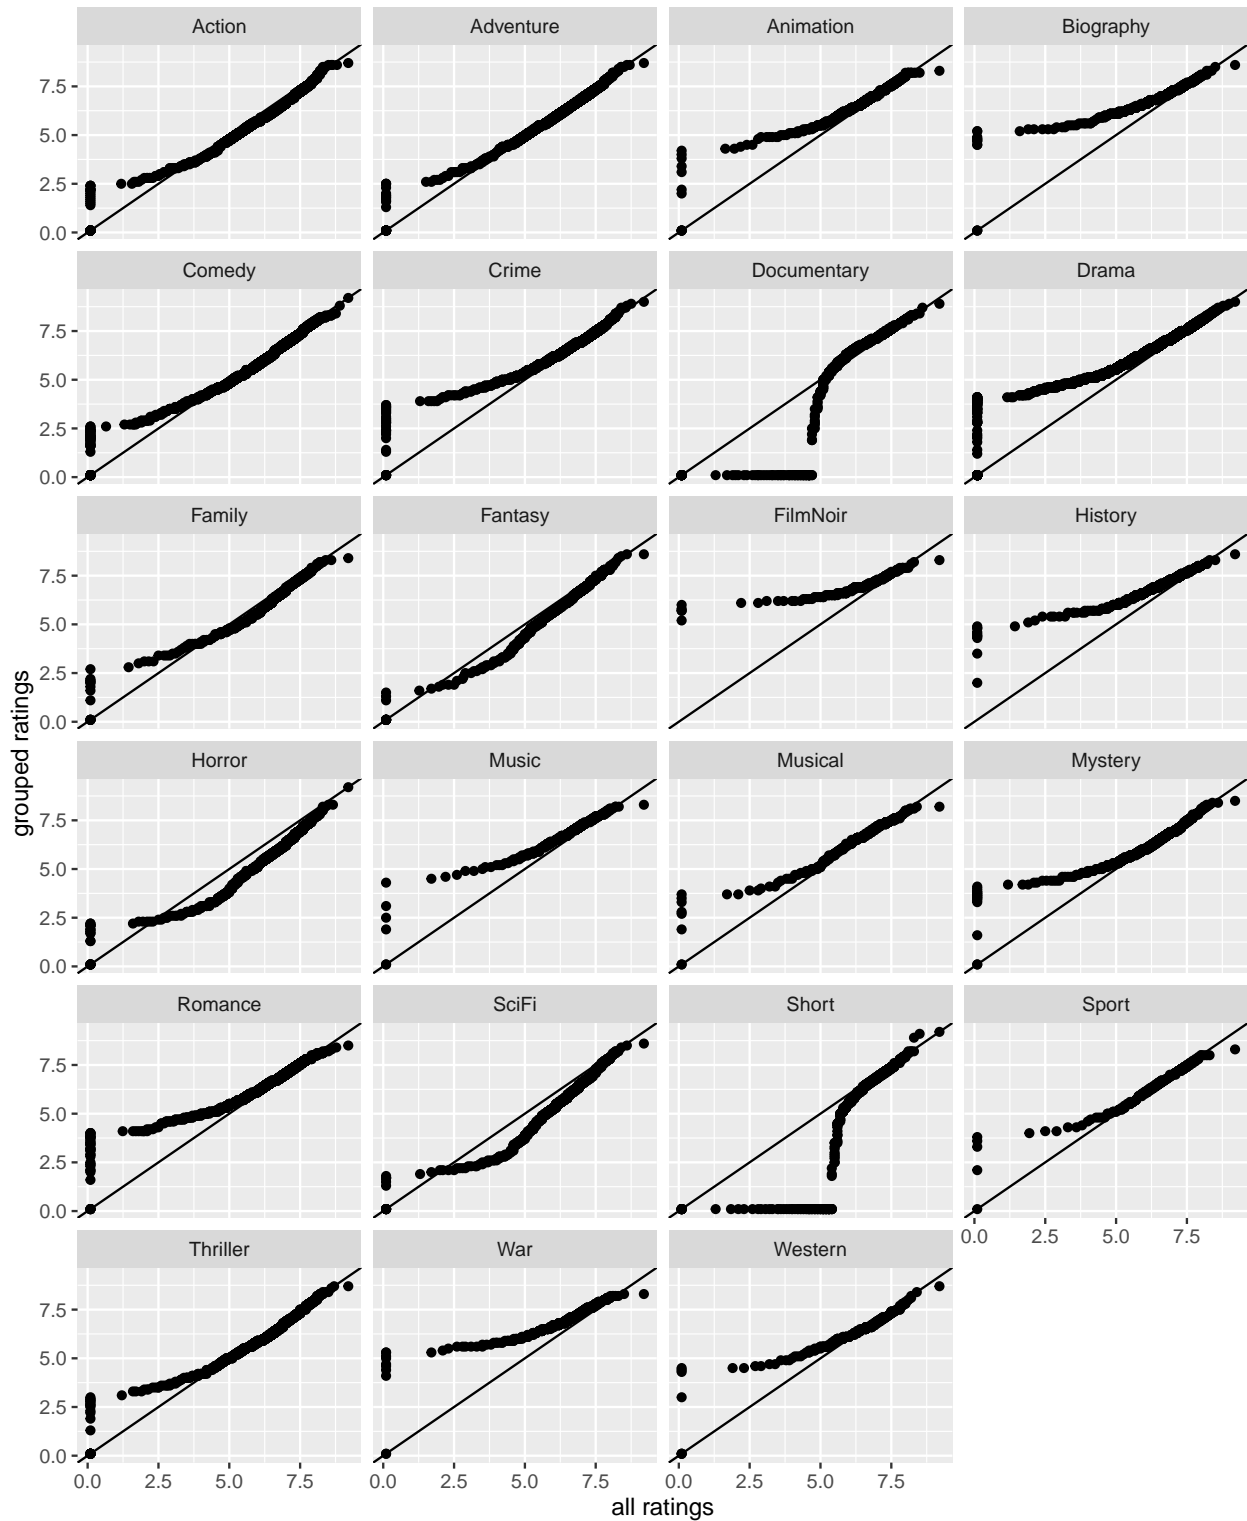 Action Adventure Animation Biography
7.5
5.0
2.5
0.0
Comedy Crime Documentary Drama
7.5
5.0
2.5
0.0
Family Fantasy FilmNoir History
7.5
5.0
2.5
0.0
grouped ratings
Horror Music Musical Mystery
7.5
5.0
2.5
0.0
Romance SciFi Short Sport
7.5
5.0
2.5
0.0
0.0 2.5 5.0 7.5
Thriller War Western
7.5
5.0
2.5
0.0
0.0 2.5 5.0 7.5 0.0 2.5 5.0 7.5 0.0 2.5 5.0 7.5
all ratings